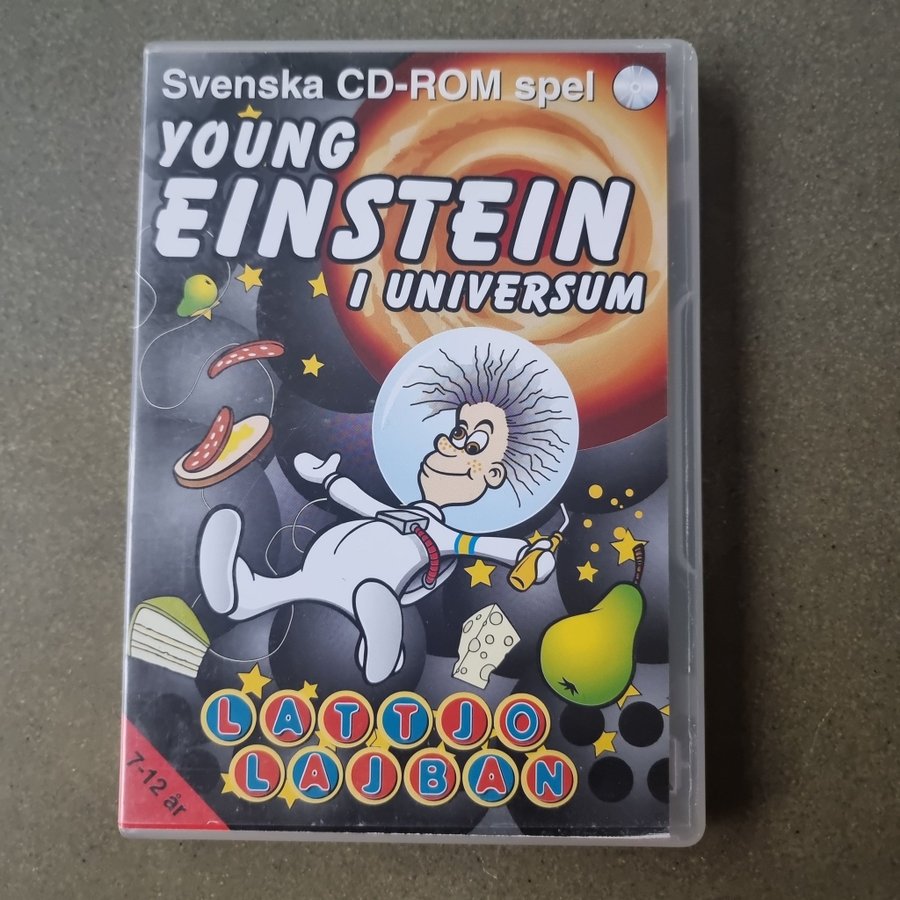 Svenska CD-ROM spel
YOUNG
EINSTEIN
I UNIVERSUM
LATTJO
LAJBAN
7-12 år